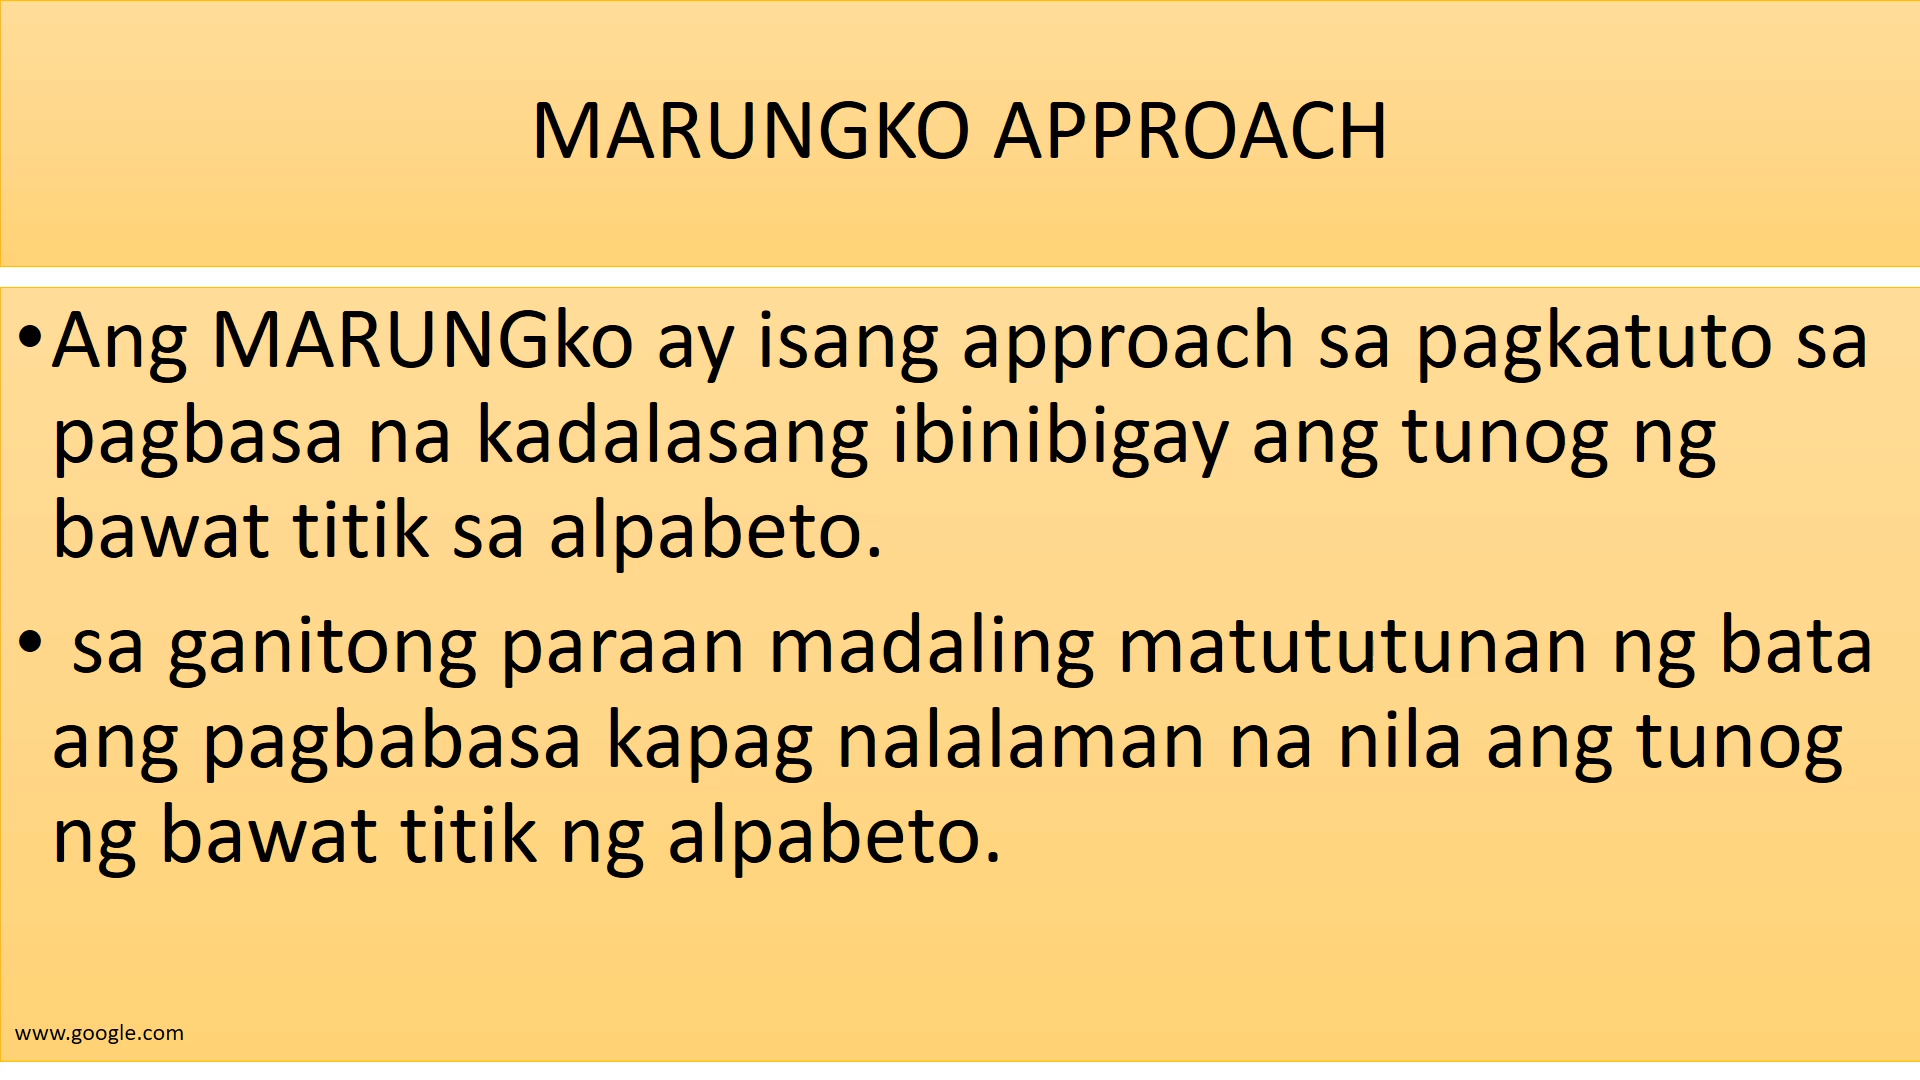 MARUNGKO APPROACH
•Ang MARUNGko ay isang approach sa pagkatuto sa
pagbasa na kadalasang ibinibigay ang tunog ng
bawat titik sa alpabeto.
• sa ganitong paraan madaling matututunan ng bata
ang pagbabasa kapag nalalaman na nila ang tunog
ng bawat titik ng alpabeto.
www.google.com